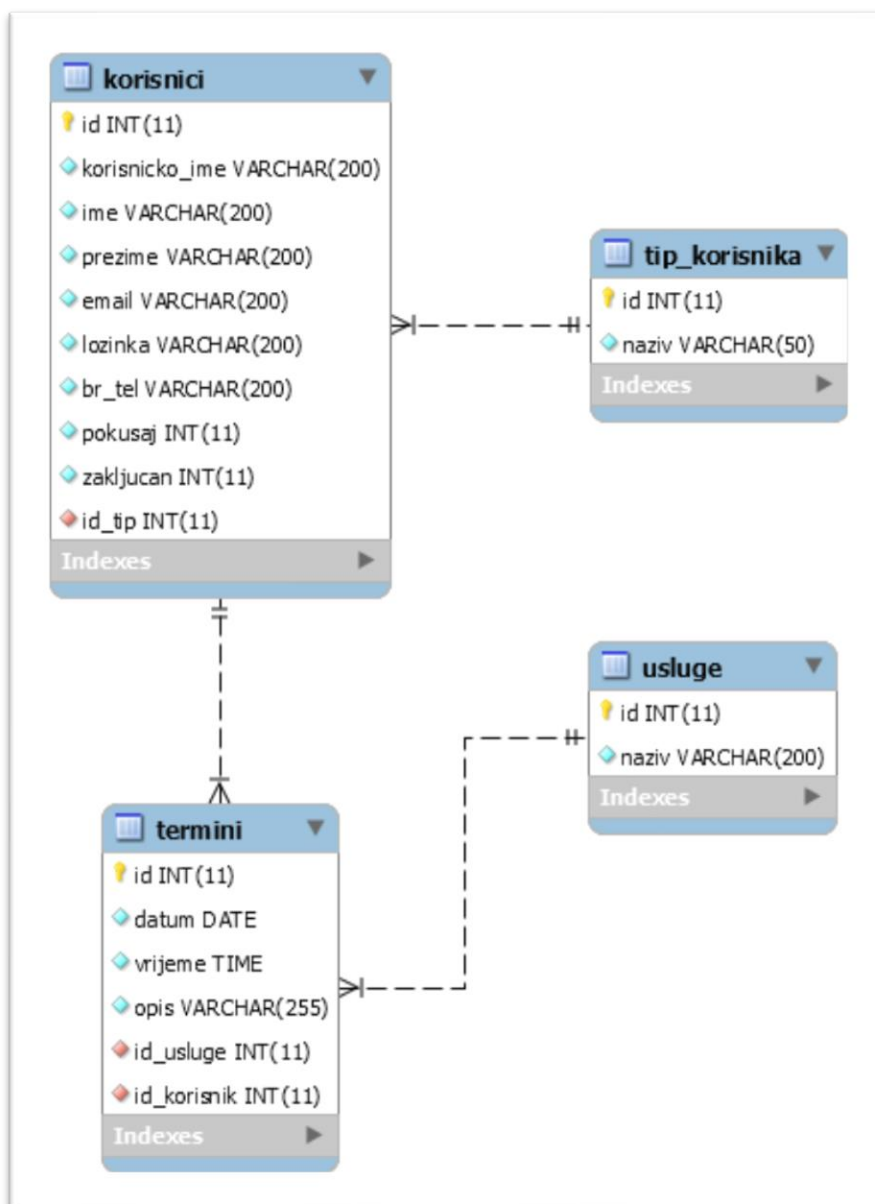 korisnici
id INT(11)
korisnicko_ime VARCHAR(200)
ime VARCHAR(200)
prezime VARCHAR(200)
email VARCHAR(200)
lozinka VARCHAR(200)
br_tel VARCHAR(200)
pokusaj INT(11)
zakljucan INT(11)
id_tip INT(11)
Indexes
tip_korisnika
id INT(11)
naziv VARCHAR(50)
Indexes
usluge
id INT(11)
naziv VARCHAR(200)
Indexes
termini
id INT(11)
datum DATE
vrijeme TIME
opis VARCHAR(255)
id_usluge INT(11)
id_korisnik INT(11)
Indexes